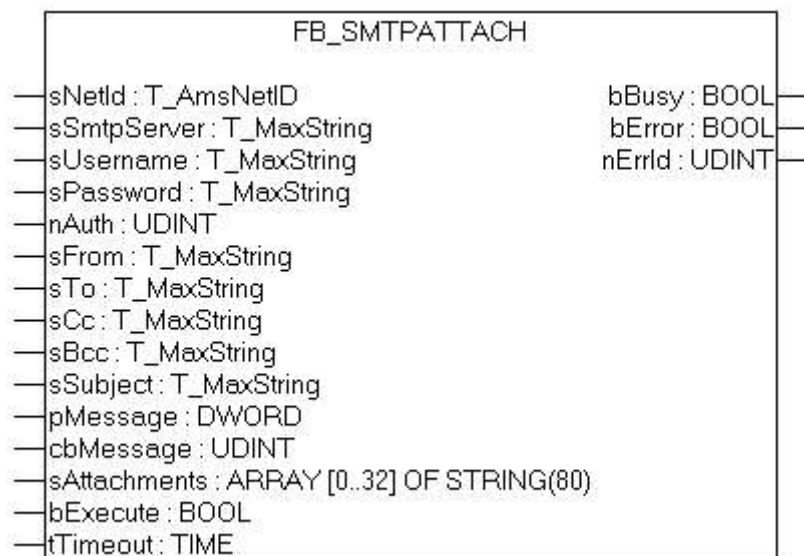 FB_SMTPATTACH
sNetId : T_AmsNetID bBusy : BOOL
sSmtpServer : T_MaxString bError : BOOL
sUsername : T_MaxString nErrId : UDINT
sPassword : T_MaxString
nAuth : UDINT
sFrom : T_MaxString
sTo : T_MaxString
sCc : T_MaxString
sBcc : T_MaxString
sSubject : T_MaxString
pMessage : DWORD
cbMessage : UDINT
sAttachments : ARRAY [0..32] OF STRING(80)
bExecute : BOOL
tTimeout : TIME